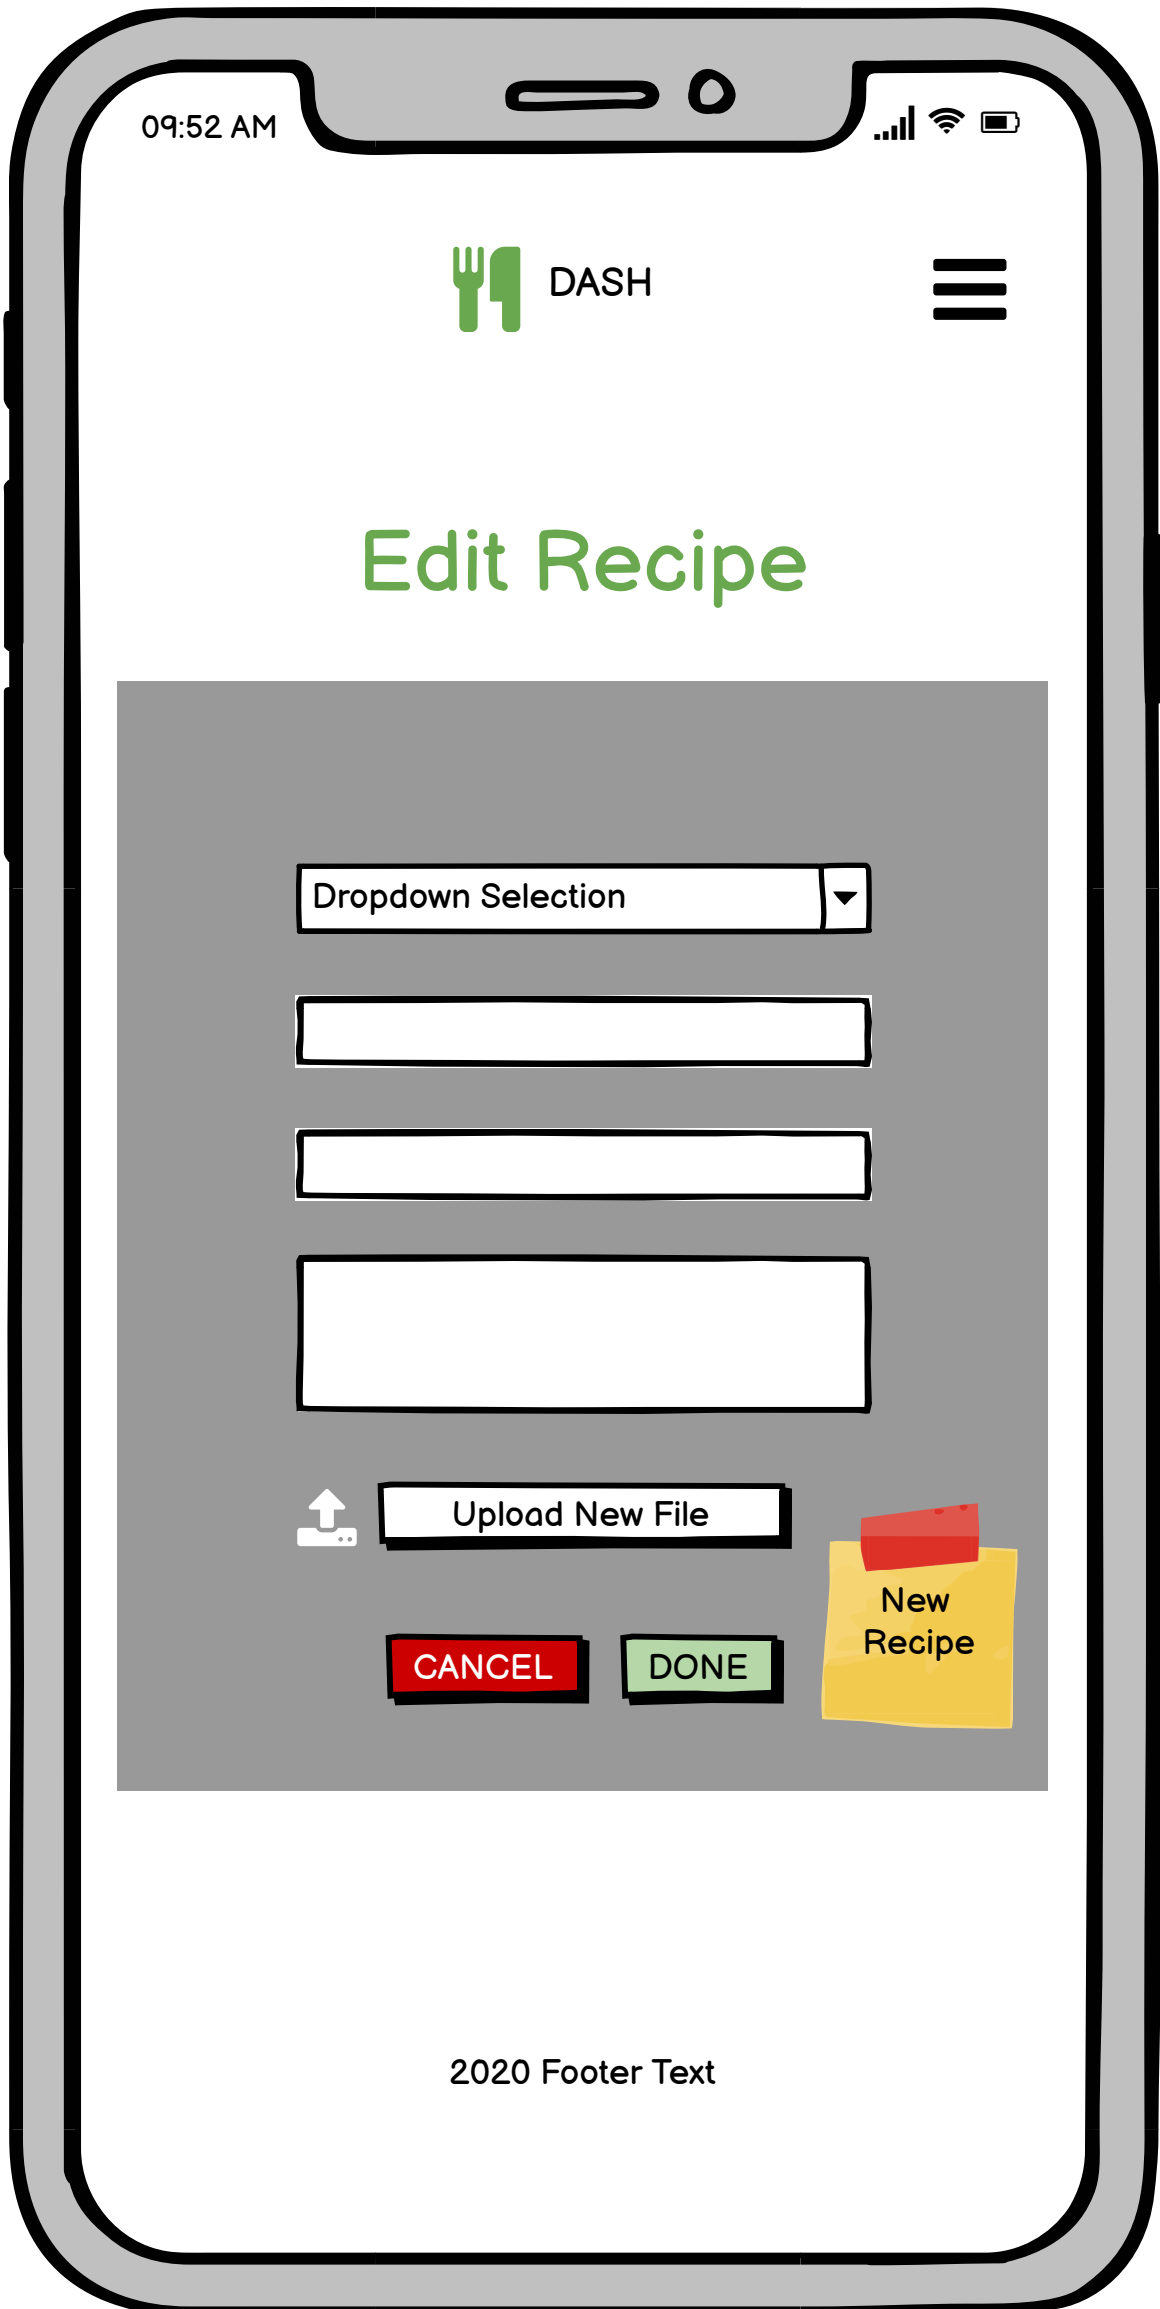 09:52 AM
DASH
Edit Recipe
Dropdown Selection
Upload New File
New
Recipe
CANCEL
DONE
2020 Footer Text